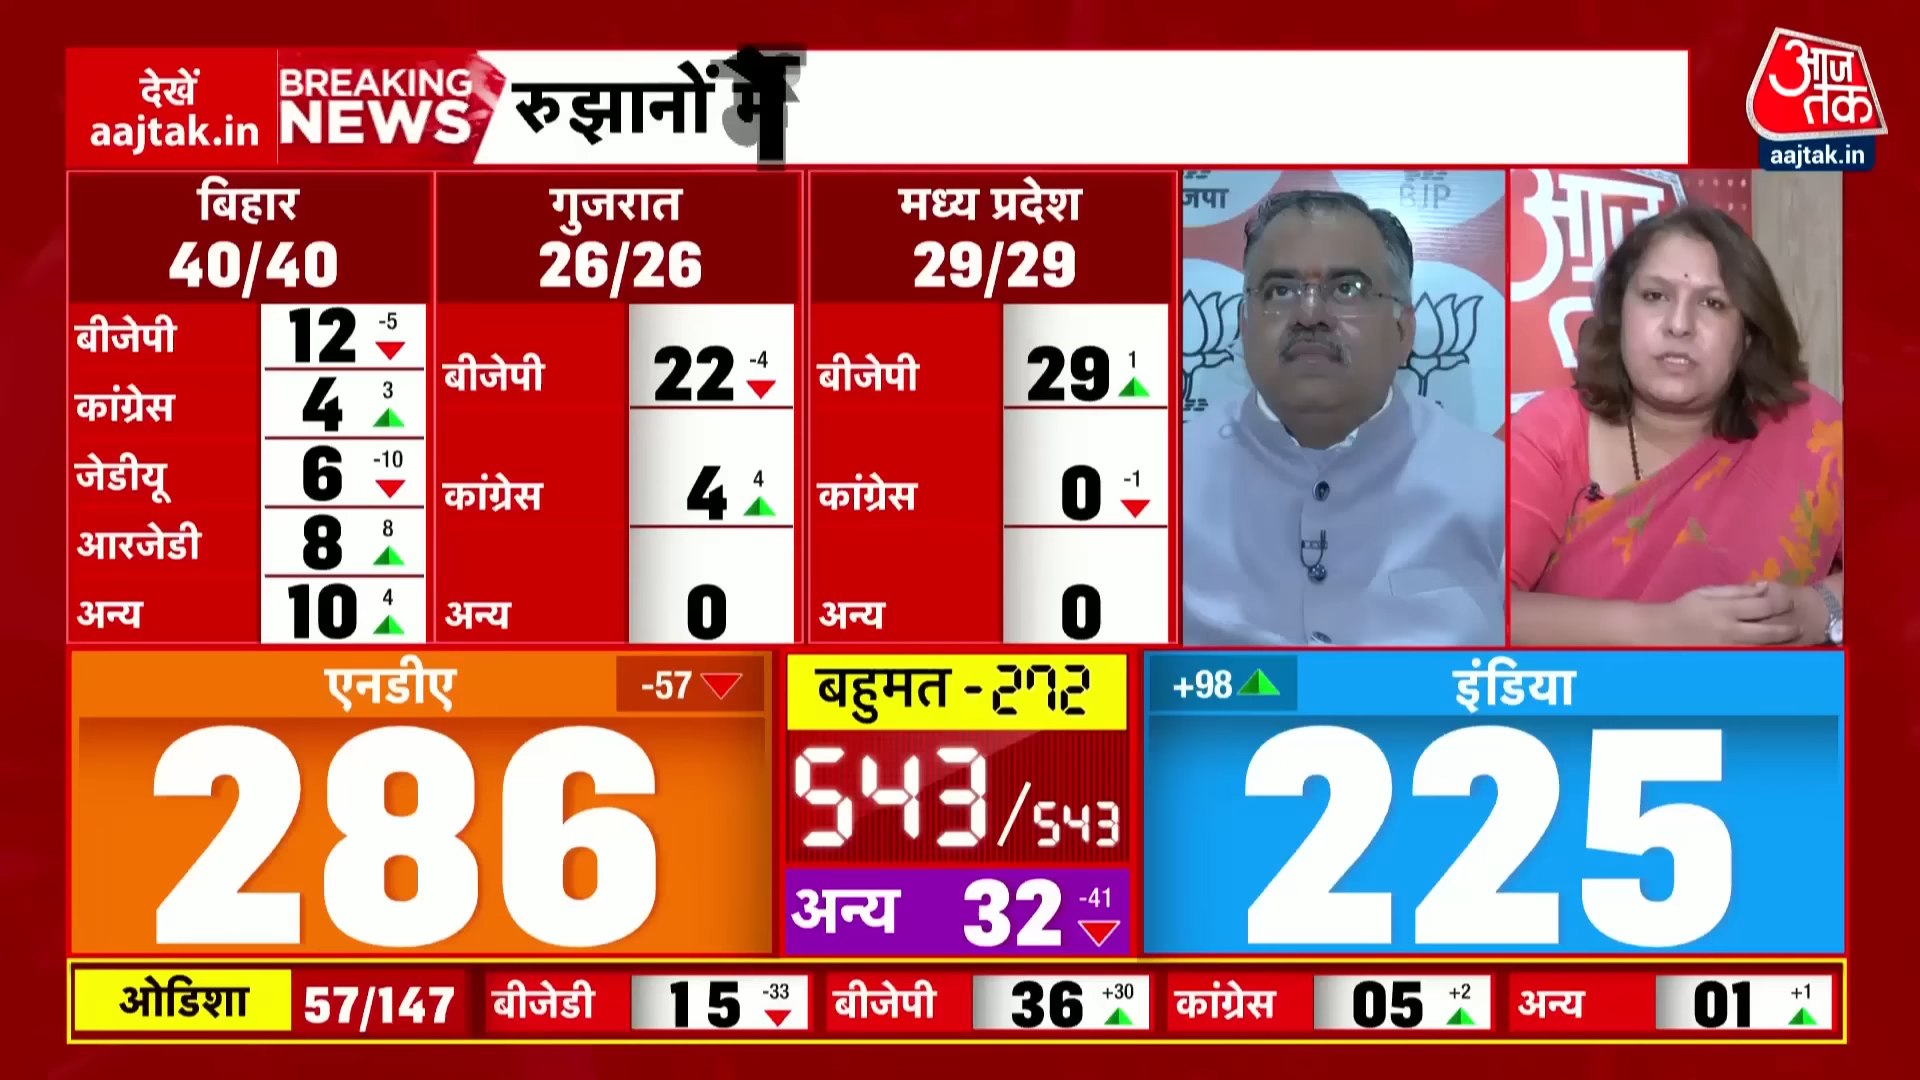 देखें
aajtak.in
BREAKING
NEWS
रुझानों में
आज
तक
aajtak.in
बिहार
40/40
बीजेपी 12 -5
कांग्रेस 4 3
जेडीयू 6 -10
आरजेडी 8 8
अन्य 10 4
गुजरात
26/26
बीजेपी 22 -4
कांग्रेस 4 4
अन्य 0
मध्य प्रदेश
29/29
बीजेपी 29 1
कांग्रेस 0 -1
अन्य 0
जपा
BJP
आज
एनडीए -57
286
बहुमत - 272
543/543
अन्य 32 -41
+98 इंडिया
225
ओडिशा 57/147 बीजेडी 15 -33 बीजेपी 36 +30 कांग्रेस 05 +2 अन्य 01 +1